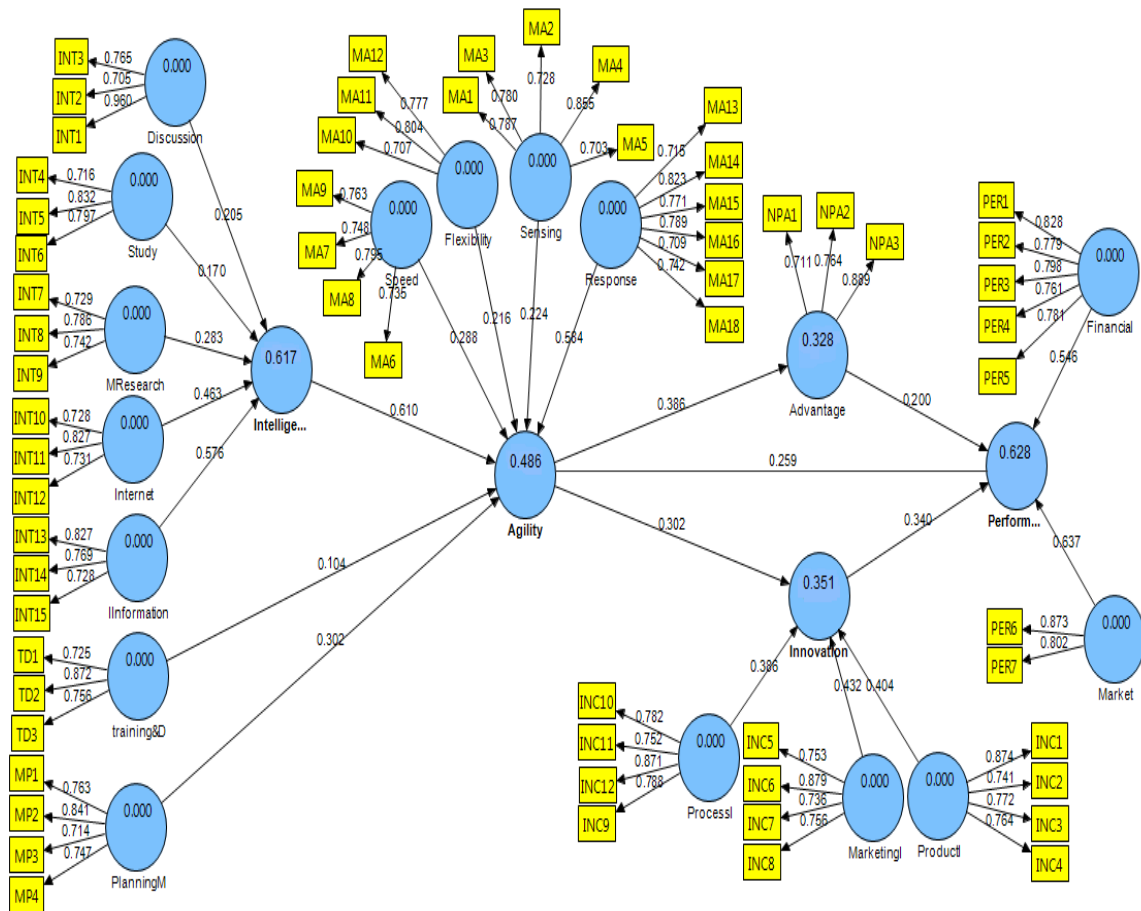 INT3
0.765
INT2
0.705
INT1
0.960
0.000
Discussion
0.205
INT4
0.716
INT5
0.832
INT6
0.797
0.000
Study
0.170
INT7
0.729
INT8
0.786
INT9
0.742
0.000
MResearch
0.283
INT10
0.728
INT11
0.827
INT12
0.731
0.000
Internet
0.463
INT13
0.827
INT14
0.769
INT15
0.728
0.000
IInformation
0.576
TD1
0.725
TD2
0.872
TD3
0.756
0.000
training&D
0.104
MP1
0.763
MP2
0.841
MP3
0.714
MP4
0.747
0.000
PlanningM
0.302
0.617
Intellige...
0.610
MA9
0.763
MA7
0.748
MA8
0.795
MA6
0.735
0.000
Speed
0.288
MA12
0.777
MA11
0.804
MA10
0.707
0.000
Flexibility
0.216
MA1
0.787
MA3
0.780
MA2
0.728
MA4
0.855
MA5
0.703
0.000
Sensing
0.224
MA13
0.715
MA14
0.823
MA15
0.771
MA16
0.789
MA17
0.709
MA18
0.742
0.000
Response
0.584
0.486
Agility
0.386
0.259
0.302
NPA1
0.711
NPA2
0.764
NPA3
0.889
0.328
Advantage
0.200
PER1
0.828
PER2
0.779
PER3
0.798
PER4
0.761
PER5
0.781
0.000
Financial
0.546
0.628
Perform...
0.340
0.637
PER6
0.873
PER7
0.802
0.000
Market
0.351
Innovation
0.386
0.432
0.404
INC10
0.782
INC11
0.752
INC12
0.871
INC9
0.788
0.000
ProcessI
INC5
0.753
INC6
0.879
INC7
0.736
INC8
0.756
0.000
MarketingI
INC1
0.874
INC2
0.741
INC3
0.772
INC4
0.764
0.000
ProductI